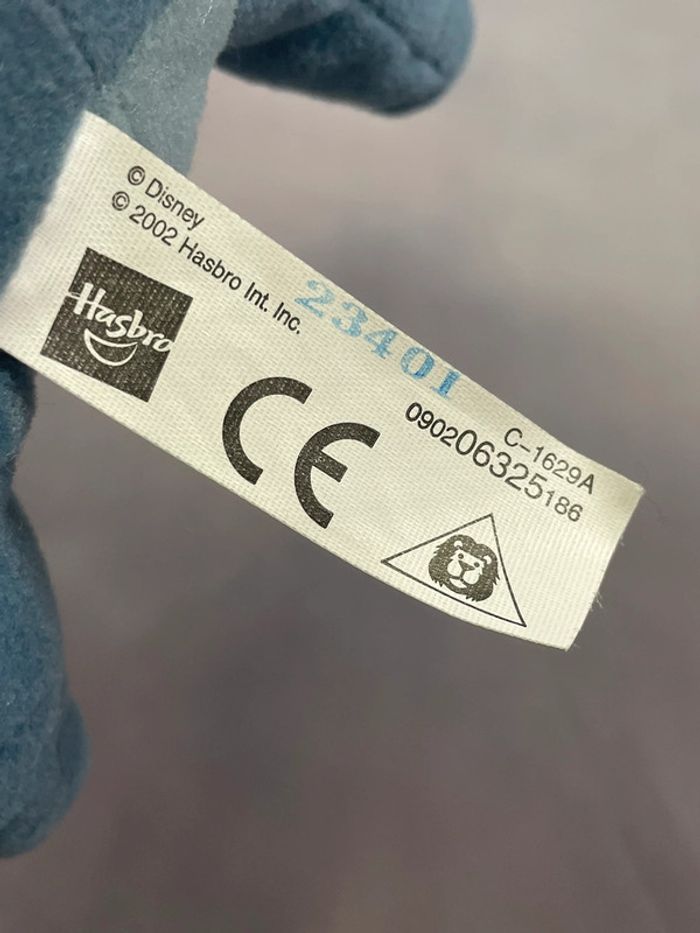 © Disney
© 2002 Hasbro Int. Inc.
23401
Hasbro
CE
C-1629A
090206325186